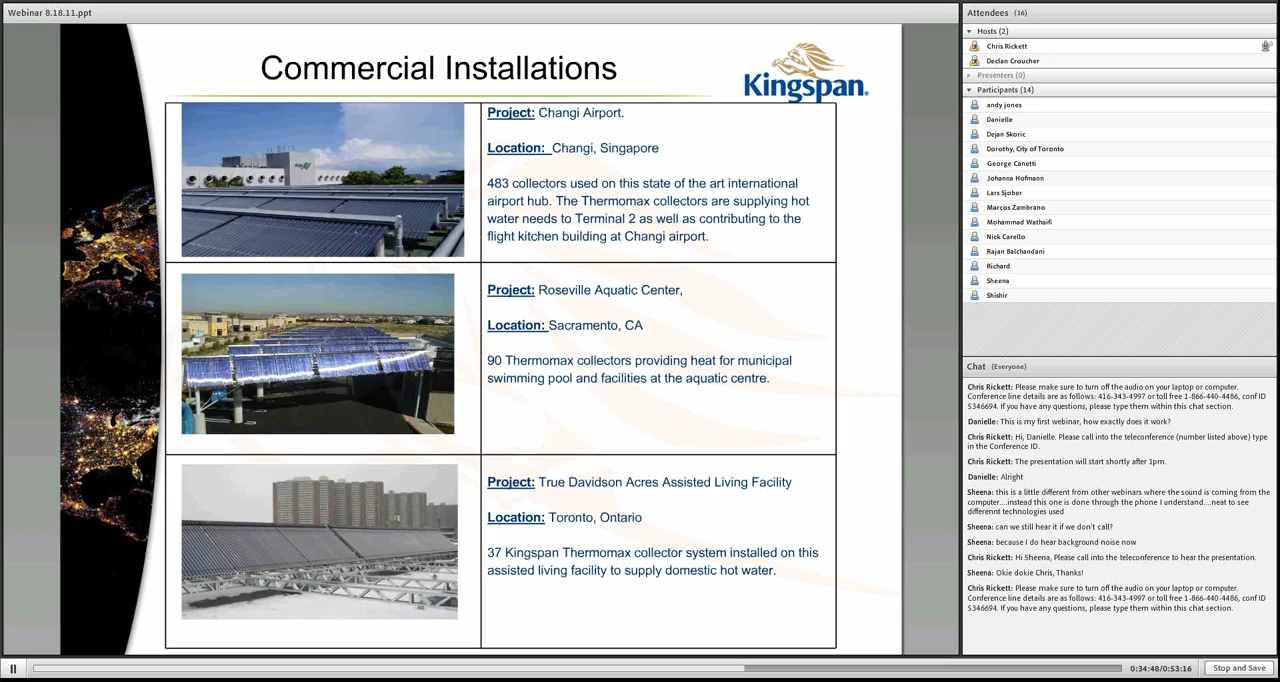 Webinar 8.18.11.ppt
Commercial Installations
Kingspan.
Project: Changi Airport.
Location: Changi, Singapore
483 collectors used on this state of the art international
airport hub. The Thermomax collectors are supplying hot
water needs to Terminal 2 as well as contributing to the
flight kitchen building at Changi airport.
Project: Roseville Aquatic Center,
Location: Sacramento, CA
90 Thermomax collectors providing heat for municipal
swimming pool and facilities at the aquatic centre.
Project: True Davidson Acres Assisted Living Facility
Location: Toronto, Ontario
37 Kingspan Thermomax collector system installed on this
assisted living facility to supply domestic hot water.
Attendees (16)
Hosts (2)
Chris Rickett
Declan Croucher
Presenters (0)
Participants (14)
andy jones
Danielle
Dejan Skoric
Dorothy, City of Toronto
George Canetti
Johanna Hofmann
Lars Sjober
Marcos Zambrano
Mohammad Wathaifi
Nick Carello
Rajan Balchandani
Richard
Sheena
Shishir
Chat (Everyone)
Chris Rickett: Please make sure to turn off the audio on your laptop or computer.
Conference line details are as follows: 416-343-4997 or toll free 1-866-440-4486, conf ID
5346694. If you have any questions, please type them within this chat section.
Danielle: This is my first webinar, how exactly does it work?
Chris Rickett: Hi, Danielle. Please call into the teleconference (number listed above) type
in the Conference ID.
Chris Rickett: The presentation will start shortly after 1pm.
Danielle: Alright
Sheena: this is a little different from other webinars where the sound is coming from the
computer....instead this one is done through the phone I understand....neat to see
differennt technologies used
Sheena: can we still hear it if we don't call?
Sheena: because I do hear background noise now
Chris Rickett: Hi Sheena, Please call into the teleconference to hear the presentation.
Sheena: Okie dokie Chris, Thanks!
Chris Rickett: Please make sure to turn off the audio on your laptop or computer.
Conference line details are as follows: 416-343-4997 or toll free 1-866-440-4486, conf ID
5346694. If you have any questions, please type them within this chat section.
0:34:48/0:53:16
Stop and Save